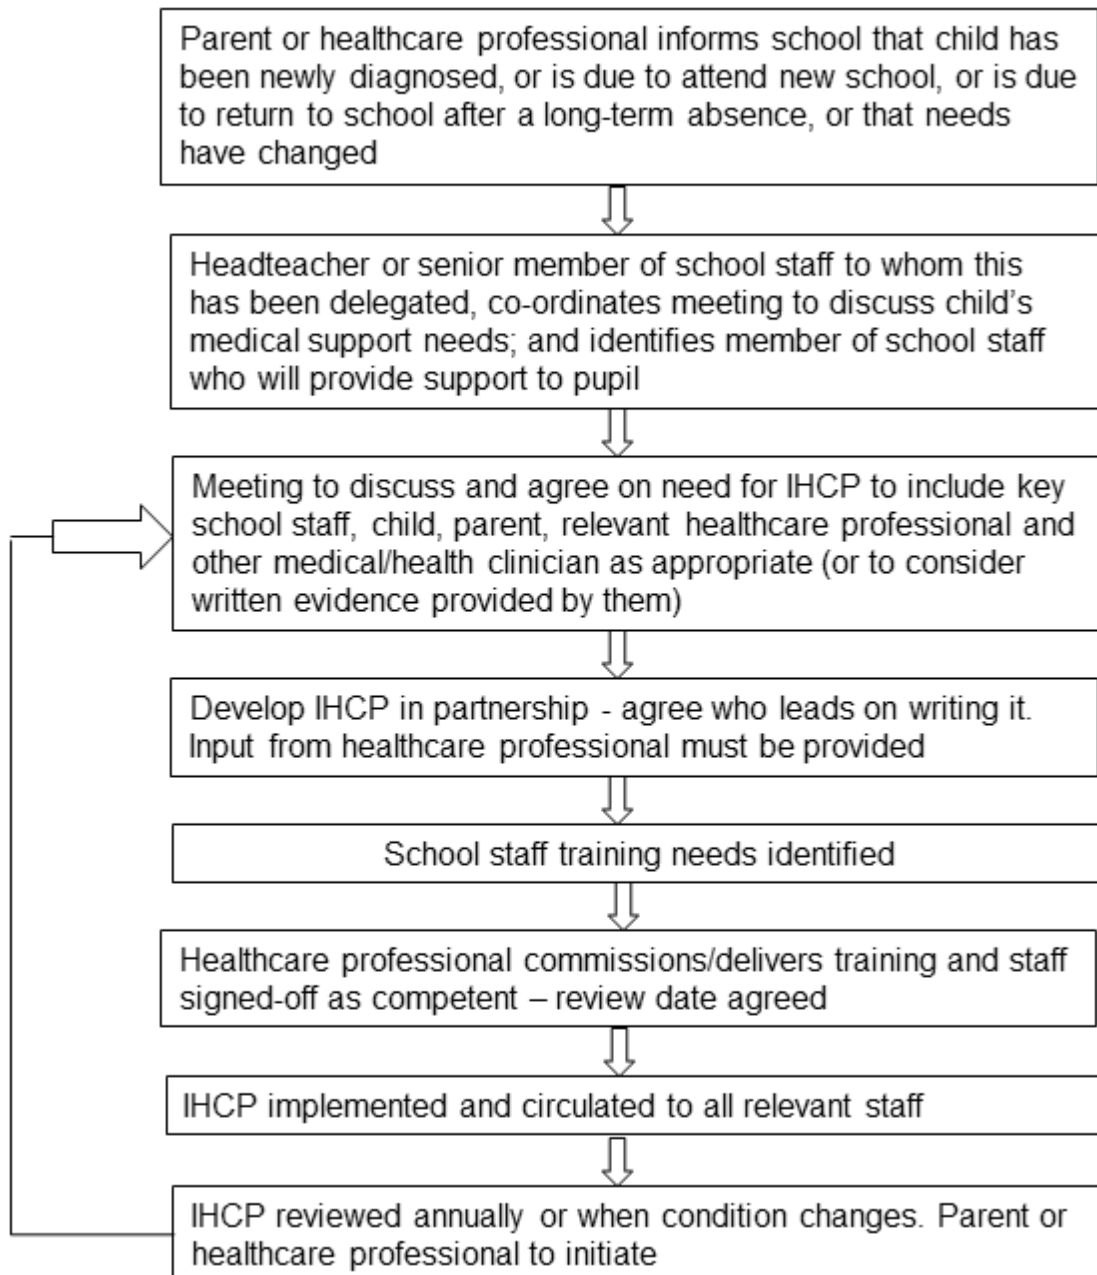 Parent or healthcare professional informs school that child has
been newly diagnosed, or is due to attend new school, or is due
to return to school after a long-term absence, or that needs
have changed
Headteacher or senior member of school staff to whom this
has been delegated, co-ordinates meeting to discuss child’s
medical support needs; and identifies member of school staff
who will provide support to pupil
Meeting to discuss and agree on need for IHCP to include key
school staff, child, parent, relevant healthcare professional and
other medical/health clinician as appropriate (or to consider
written evidence provided by them)
Develop IHCP in partnership - agree who leads on writing it.
Input from healthcare professional must be provided
School staff training needs identified
Healthcare professional commissions/delivers training and staff
signed-off as competent – review date agreed
IHCP implemented and circulated to all relevant staff
IHCP reviewed annually or when condition changes. Parent or
healthcare professional to initiate